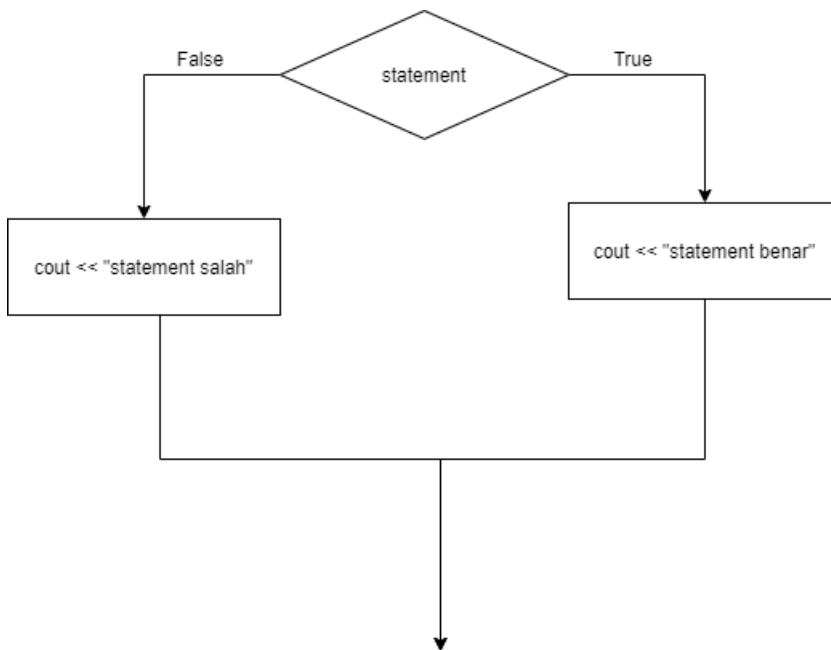 False
statement
True
cout << "statement salah"
cout << "statement benar"